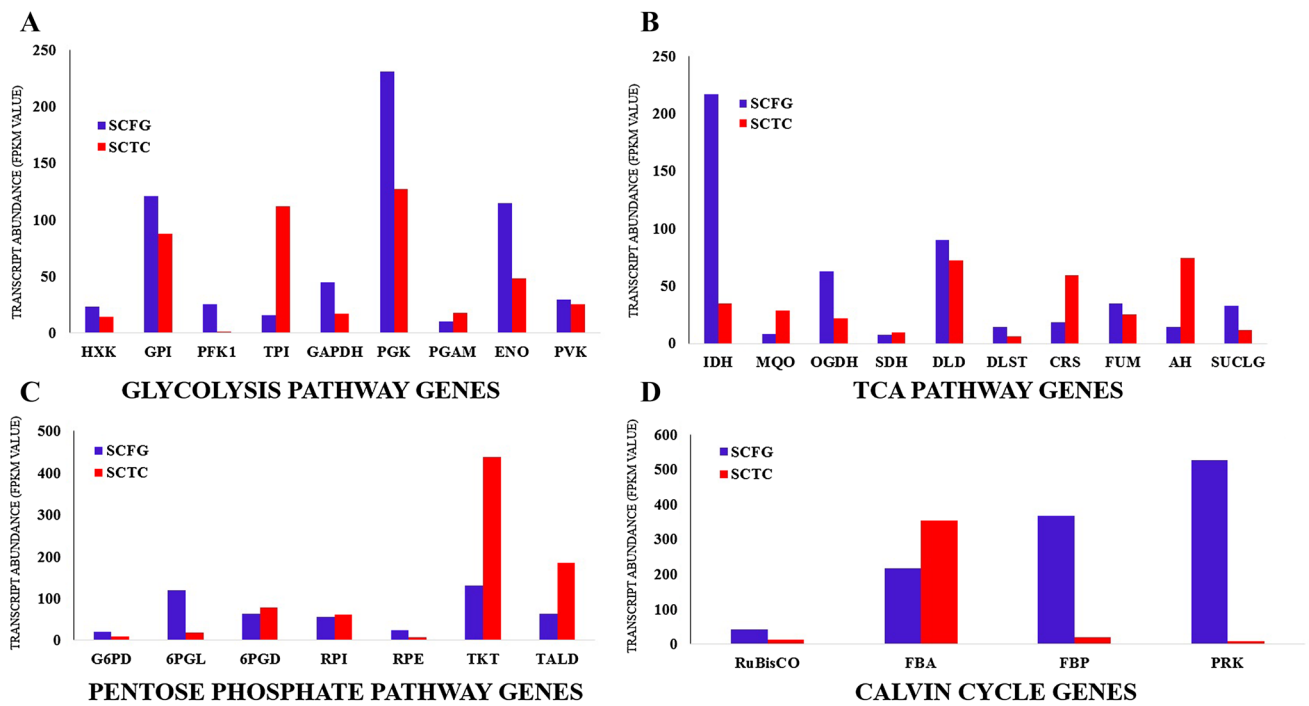 A
TRANSCRIPT ABUNDANCE (FPKM VALUE)
250
200
150
100
50
0
SCFG
SCTC
HXK GPI PFK1 TPI GAPDH PGK PGAM ENO PVK
GLYCOLYSIS PATHWAY GENES
B
TRANSCRIPT ABUNDANCE (FPKM VALUE)
250
200
150
100
50
0
SCFG
SCTC
IDH MQO OGDH SDH DLD DLST CRS FUM AH SUCLG
TCA PATHWAY GENES
C
TRANSCRIPT ABUNDANCE (FPKM VALUE)
500
400
300
200
100
0
SCFG
SCTC
G6PD 6PGL 6PGD RPI RPE TKT TALD
PENTOSE PHOSPHATE PATHWAY GENES
D
TRANSCRIPT ABUNDANCE (FPKM VALUE)
600
500
400
300
200
100
0
SCFG
SCTC
RuBisCO FBA FBP PRK
CALVIN CYCLE GENES